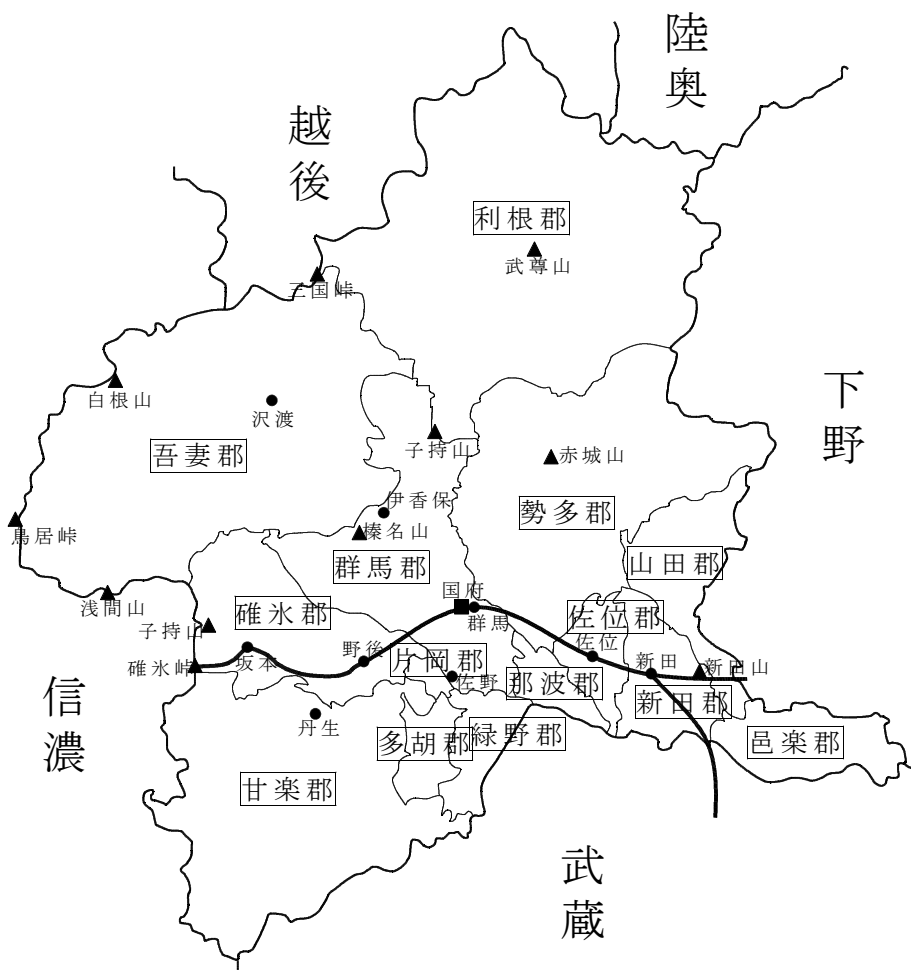 陸奥
越後
利根郡
武尊山
三国峠
下野
白根山
沢渡
子持山
吾妻郡
赤城山
伊香保
勢多郡
鳥居峠
榛名山
山田郡
群馬郡
国府
浅間山
碓氷郡
佐位郡
群馬
子持山
佐位
野後
坂本
片岡郡
新田
碓氷峠
新田山
佐野
那波郡
信濃
新田郡
丹生
多胡郡
緑野郡
邑楽郡
甘楽郡
武蔵